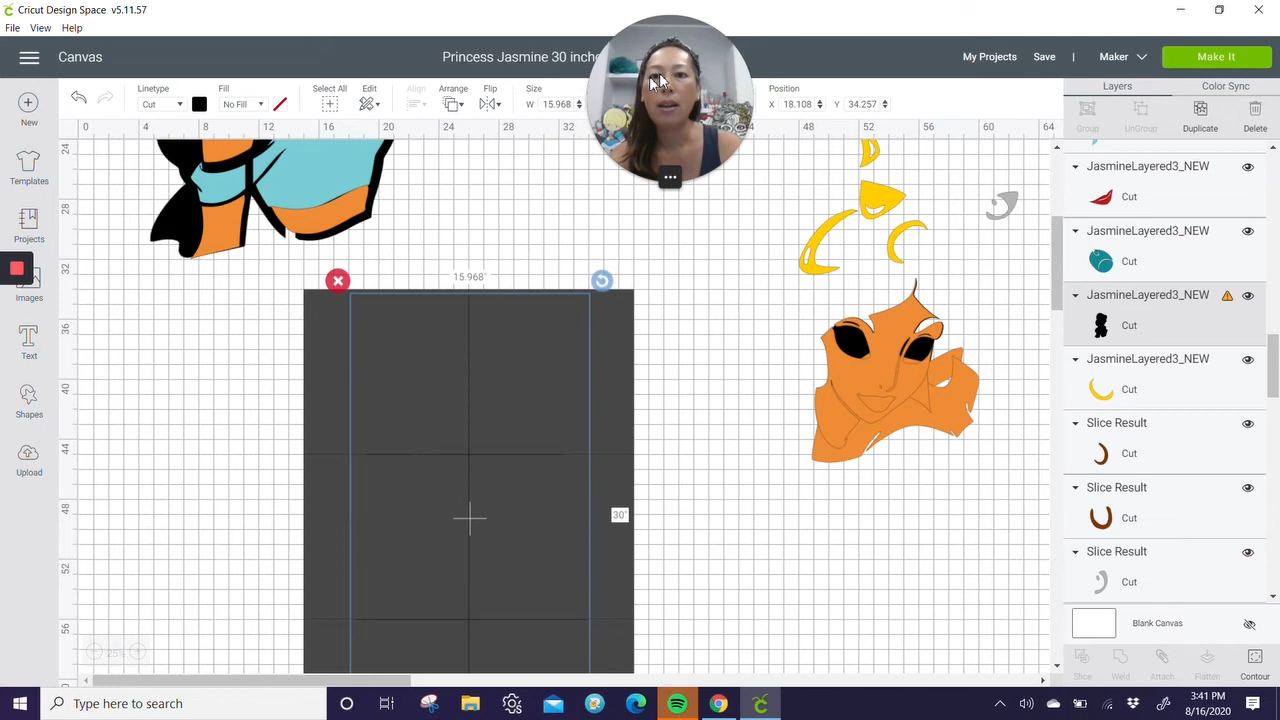 Cricut Design Space v5.11.57
File View Help
Canvas
Princess Jasmine 30 inche
My Projects Save | Maker Make It
Linetype
Cut
Fill
No Fill
Select All
Edit
Align
Arrange
Flip
Size
W 15.968
Position
X 18.108
Y 34.257
Layers
Color Sync
Group
UnGroup
Duplicate
Delete
New
Templates
Projects
Images
Text
Shapes
Upload
0 4 8 12 16 20 24 28 32 48 52 56 60 64
24
28
32
36
40
44
48
52
56
15.968"
30"
25%
JasmineLayered3_NEW
Cut
JasmineLayered3_NEW
Cut
JasmineLayered3_NEW
Cut
JasmineLayered3_NEW
Cut
Slice Result
Cut
Slice Result
Cut
Slice Result
Cut
Blank Canvas
Slice
Weld
Attach
Flatten
Contour
Type here to search
3:41 PM
8/16/2020